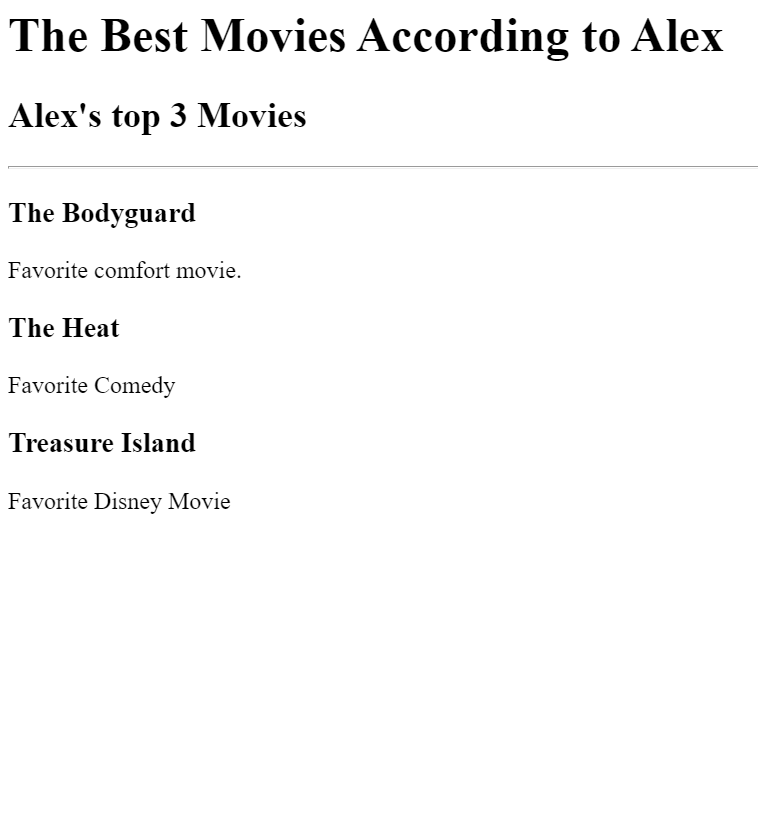 The Best Movies According to Alex
Alex's top 3 Movies
The Bodyguard
Favorite comfort movie.
The Heat
Favorite Comedy
Treasure Island
Favorite Disney Movie